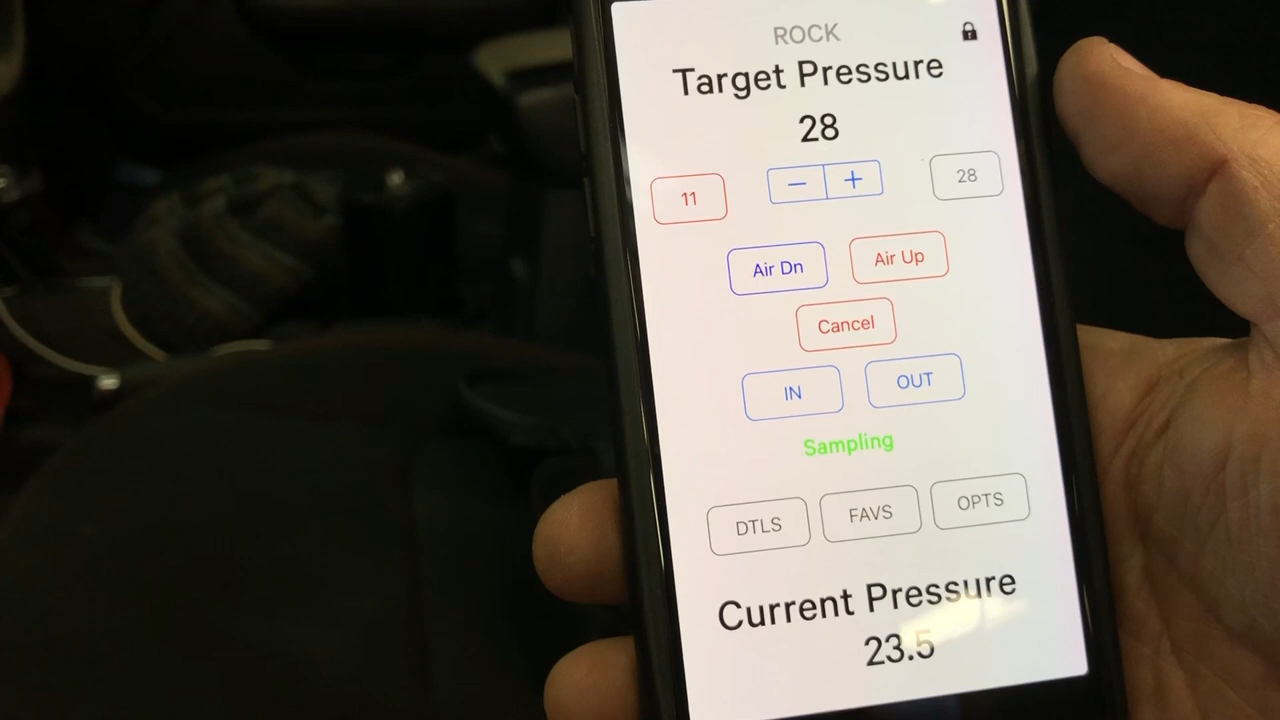 ROCK
Target Pressure
28
11 − + 28
Air Dn Air Up
Cancel
IN OUT
Sampling
DTLS FAVS OPTS
Current Pressure
23.5